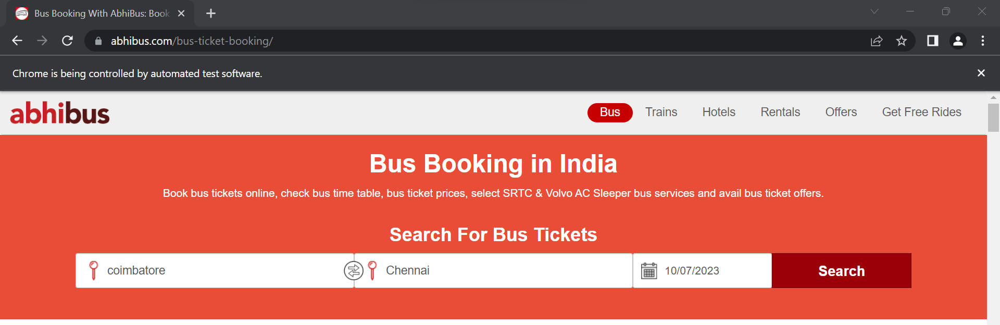 Bus Booking With AbhiBus: Book
abhibus.com/bus-ticket-booking/
Chrome is being controlled by automated test software.
abhibus
Bus Trains Hotels Rentals Offers Get Free Rides
Bus Booking in India
Book bus tickets online, check bus time table, bus ticket prices, select SRTC & Volvo AC Sleeper bus services and avail bus ticket offers.
Search For Bus Tickets
coimbatore Chennai 10/07/2023 Search